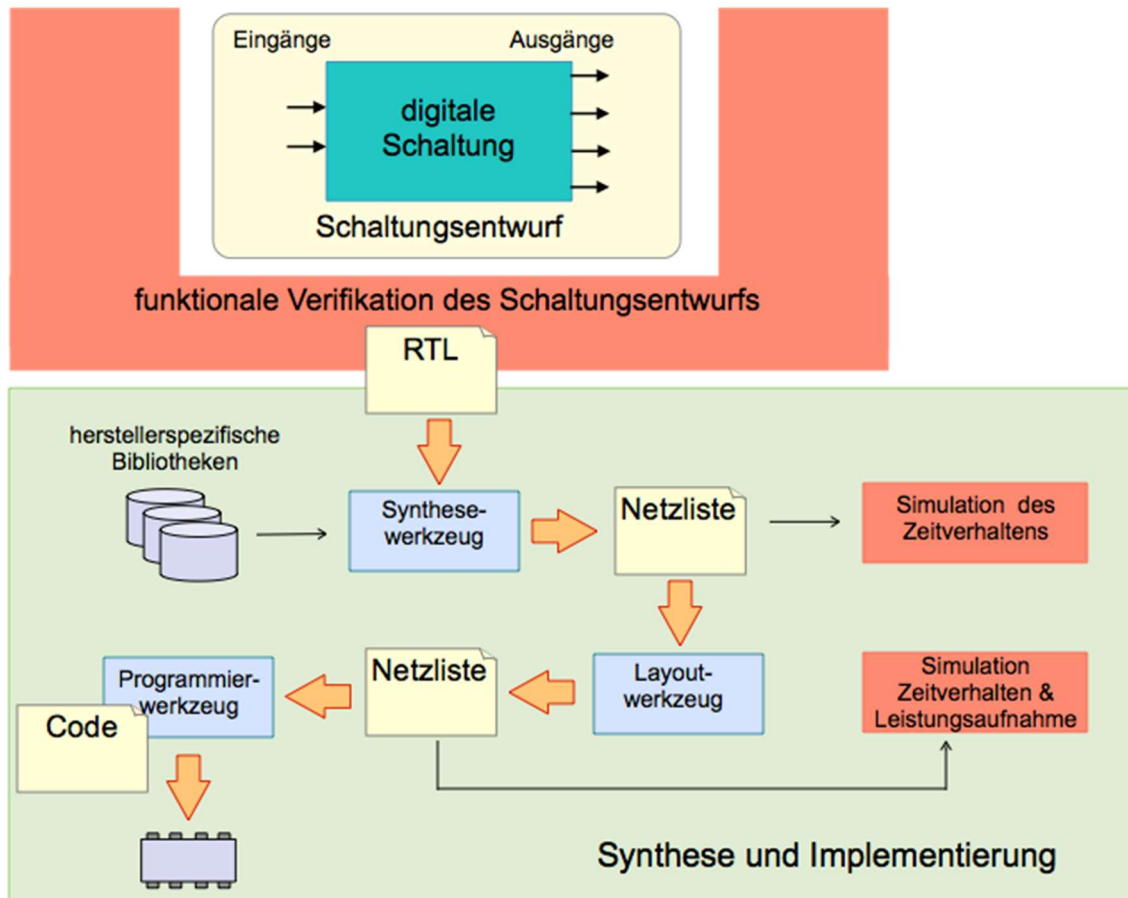 Eingänge
Ausgänge
digitale
Schaltung
Schaltungsentwurf
funktionale Verifikation des Schaltungsentwurfs
RTL
herstellerspezifische
Bibliotheken
Synthese-
werkzeug
Netzliste
Simulation des
Zeitverhaltens
Programmier-
werkzeug
Code
Netzliste
Layout-
werkzeug
Simulation
Zeitverhalten &
Leistungsaufnahme
Synthese und Implementierung